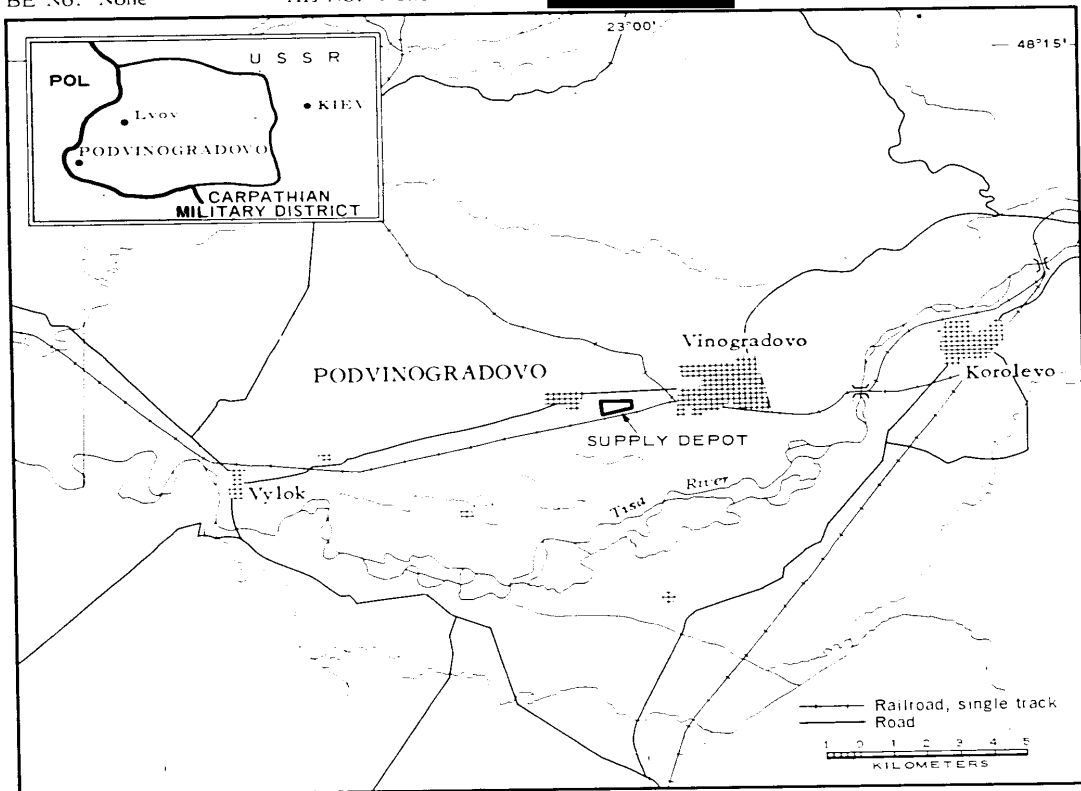 BE No. None
23°00'
48°15'
U S S R
POL
KIEV
Lvov
PODVINOGRADOVO
CARPATHIAN
MILITARY DISTRICT
Vinogradovo
PODVINOGRADOVO
Korolevo
SUPPLY DEPOT
Vylok
Tisa River
Railroad, single track
Road
1 0 1 2 3 4 5
KILOMETERS